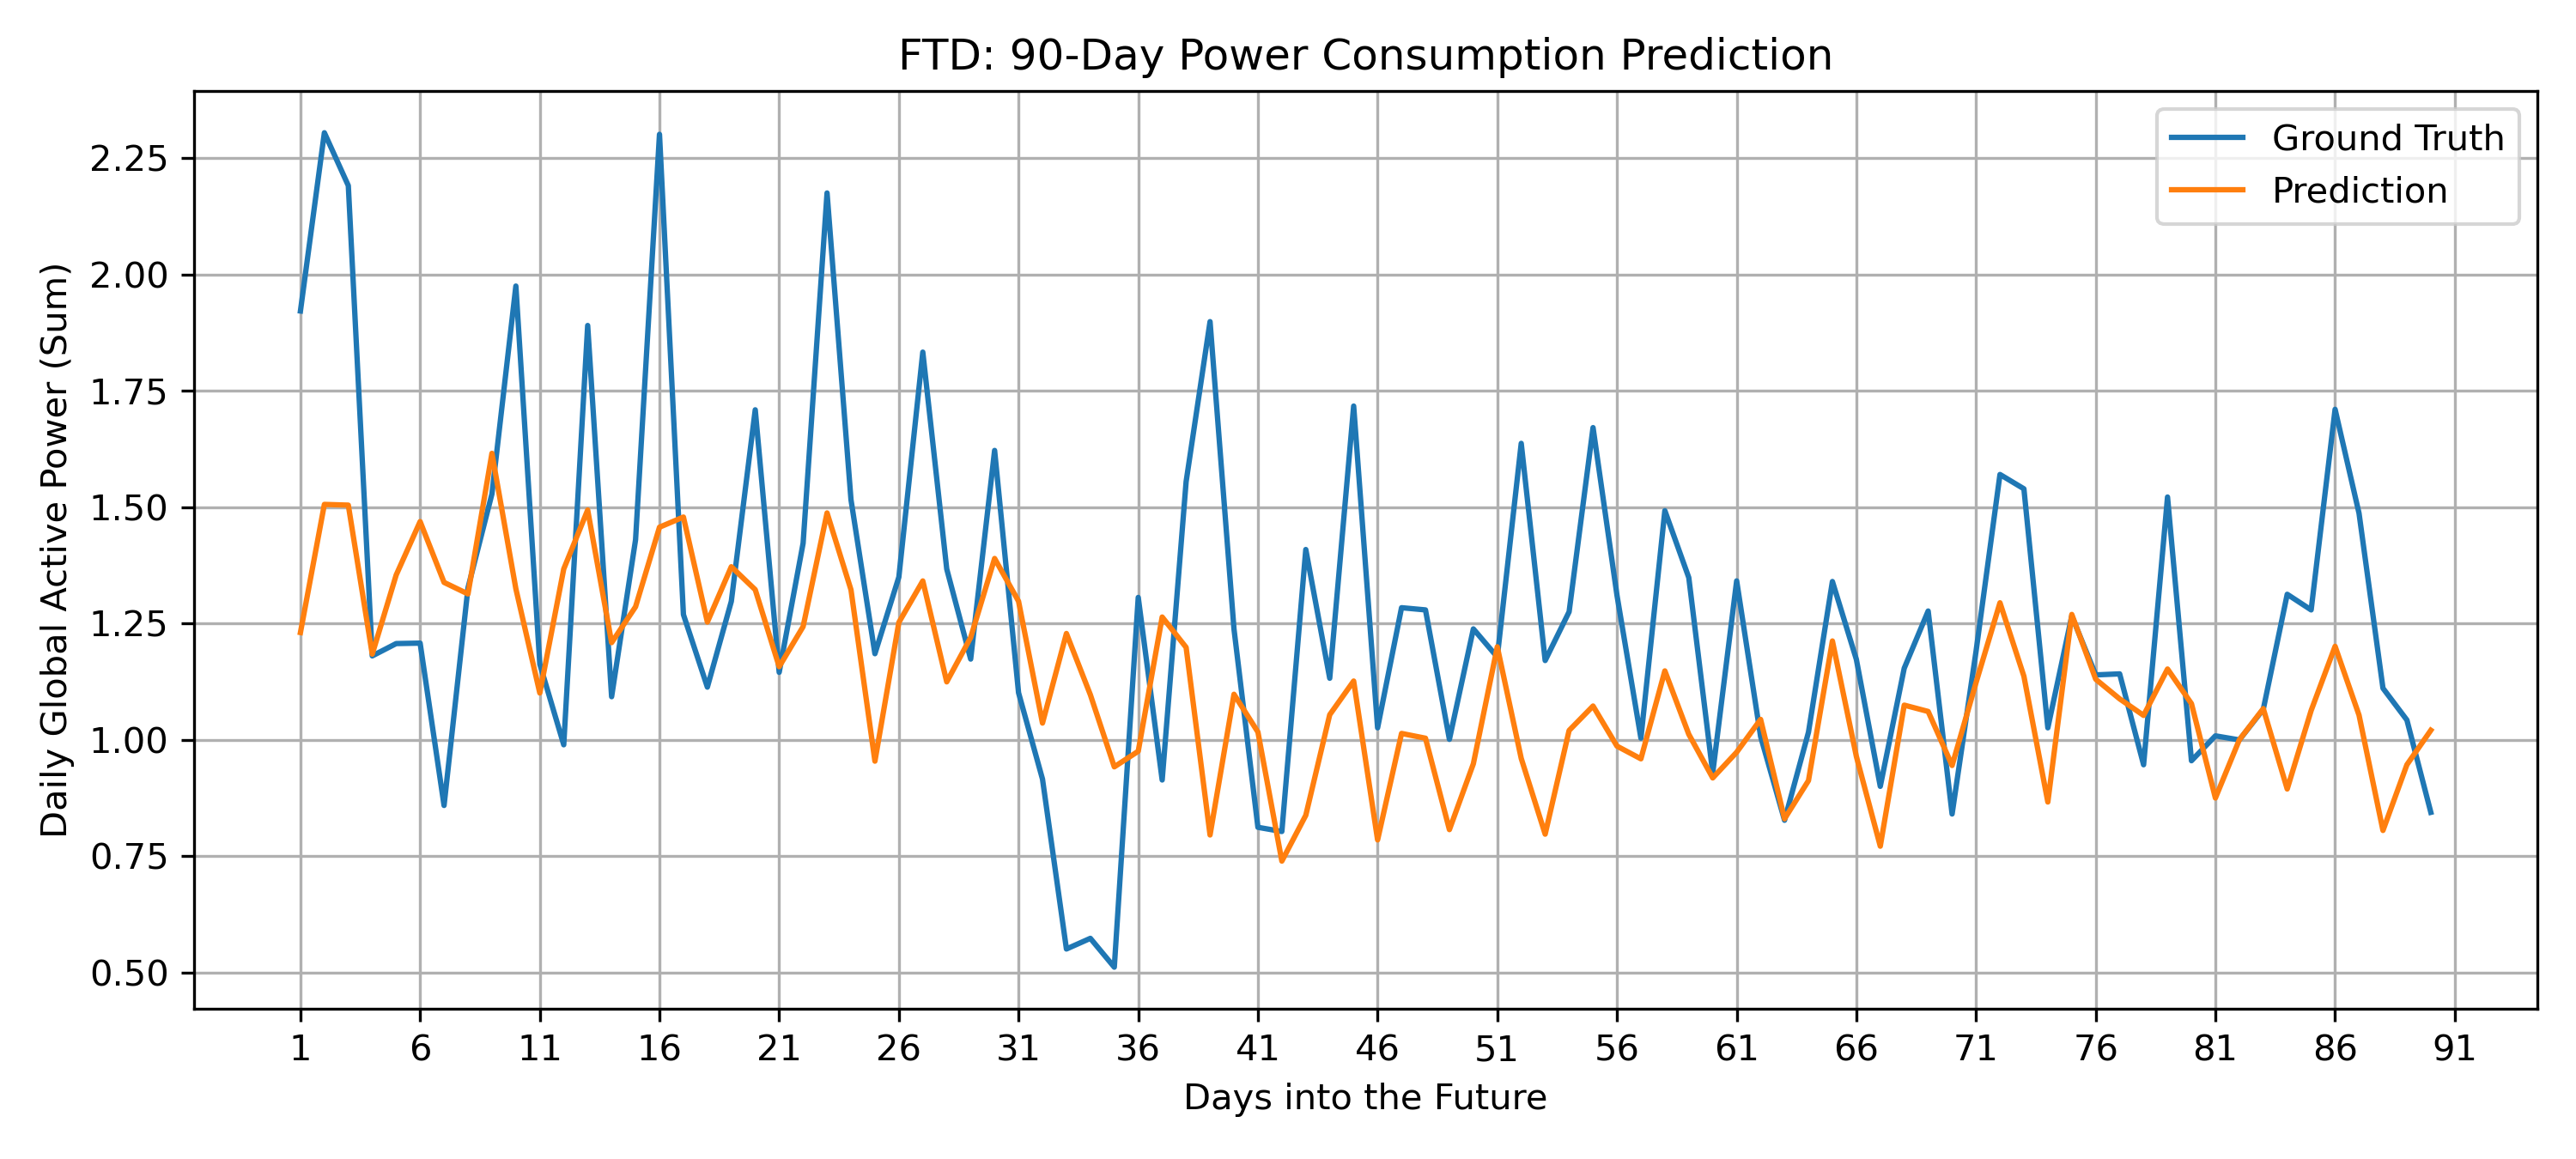 FTD: 90-Day Power Consumption Prediction
Ground Truth
Prediction
Daily Global Active Power (Sum)
2.25
2.00
1.75
1.50
1.25
1.00
0.75
0.50
1 6 11 16 21 26 31 36 41 46 51 56 61 66 71 76 81 86 91
Days into the Future